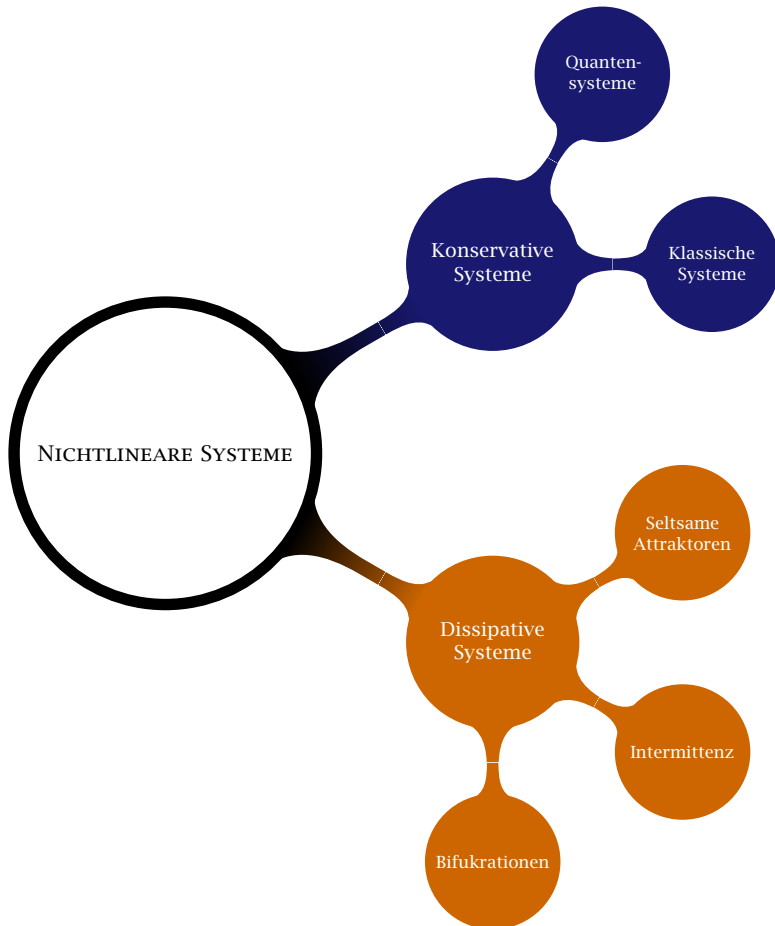 Quanten-
systeme
Konservative
Systeme
Klassische
Systeme
NICHTLINEARE SYSTEME
Seltsame
Attraktoren
Dissipative
Systeme
Intermittenz
Bifukrationen